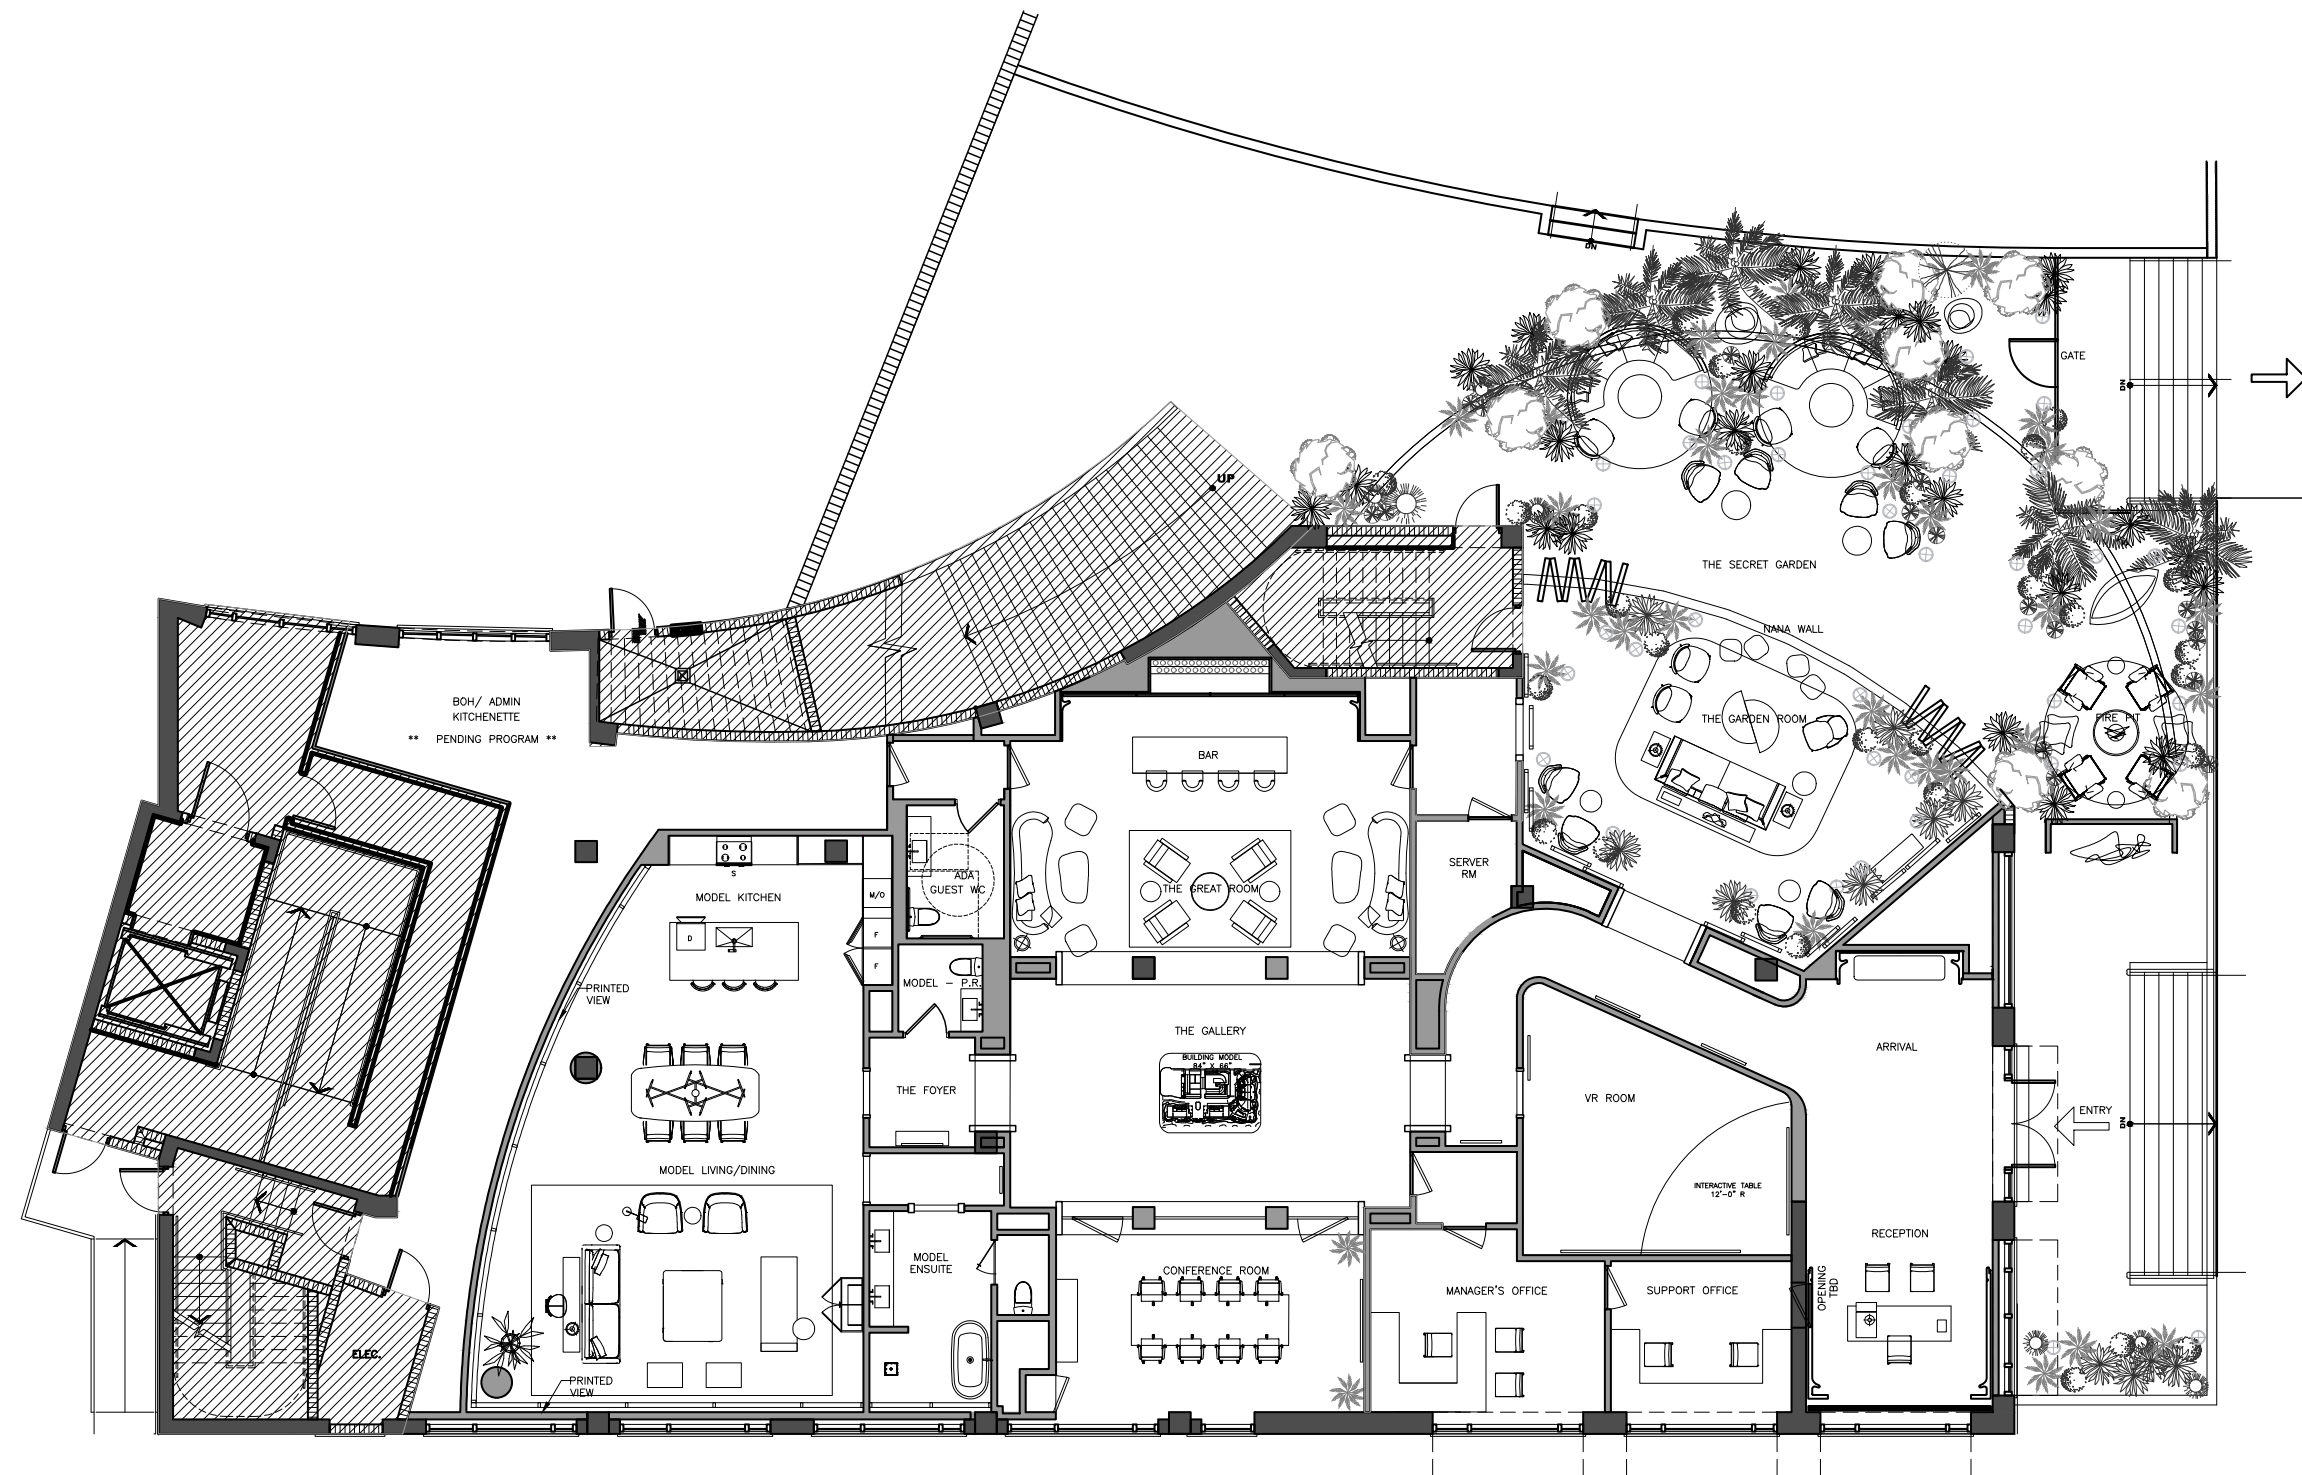 DN
GATE
DN
UP
THE SECRET GARDEN
NANA WALL
BOH/ ADMIN
KITCHENETTE
** PENDING PROGRAM **
THE GARDEN ROOM
FIRE PIT
BAR
SERVER
RM
S
MODEL KITCHEN
M/O
ADA
GUEST WC
THE GREAT ROOM
D
F
F
MODEL - P.R.
PRINTED
VIEW
THE GALLERY
BUILDING MODEL
84" X 66"
ARRIVAL
THE FOYER
VR ROOM
ENTRY
DN
MODEL LIVING/DINING
INTERACTIVE TABLE
12'-0" R
RECEPTION
MODEL
ENSUITE
CONFERENCE ROOM
MANAGER'S OFFICE
SUPPORT OFFICE
OPENING
TBD
ELEC.
PRINTED
VIEW